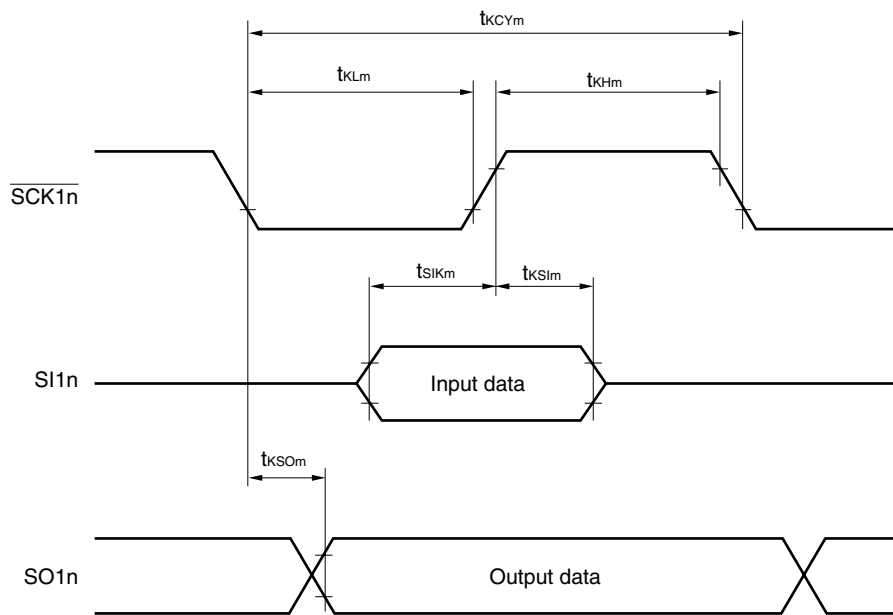 tKCYm
tKLm
tKHm
SCK1n
tSIKm
tKSIm
SI1n
Input data
tKSOm
SO1n
Output data